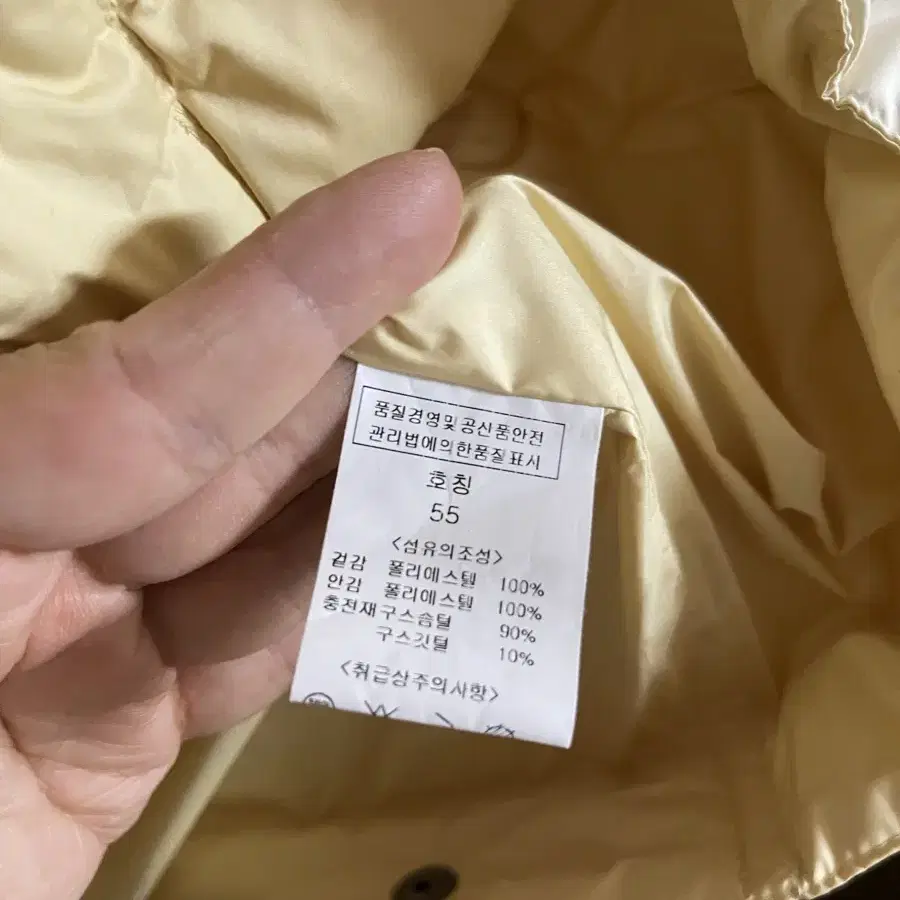 품질경영및공산품안전
관리법에의한품질표시
호칭
55
<섬유의조성>
겉감 폴리에스텔 100%
안감 폴리에스텔 100%
충전재구스솜털 90%
구스깃털 10%
<취급상주의사항>